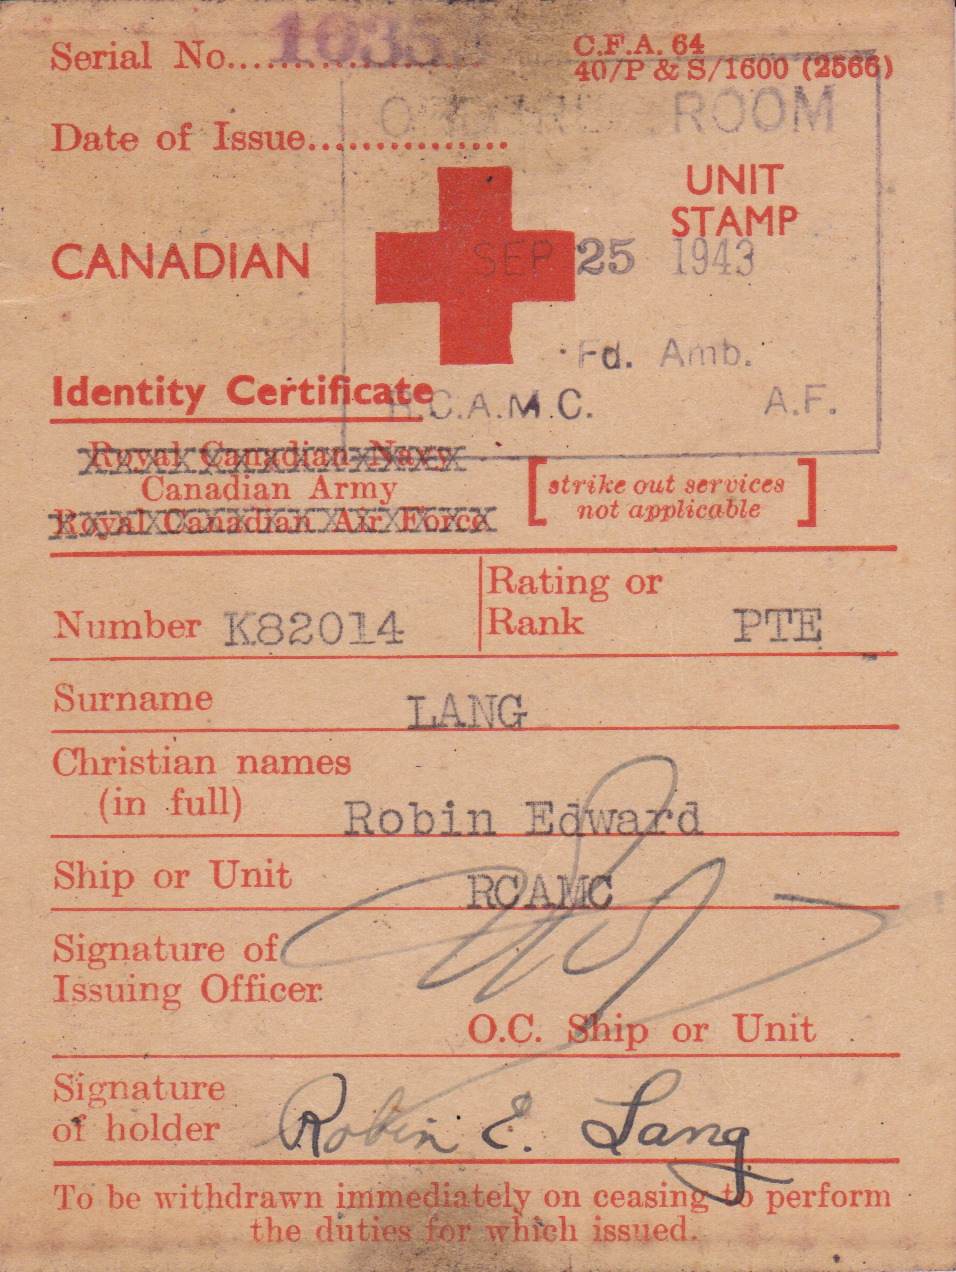 Serial No..................
C.F.A. 64
40/P & S/1600 (2566)
ROOM
Date of Issue...............
UNIT
STAMP
CANADIAN
SEP 25 1943
Fd. Amb.
Identity Certificate
R.C.A.M.C. A.F.
Royal Canadian Navy
Canadian Army
Royal Canadian Air Force
[strike out services
not applicable]
Rating or
Number K82014
Rank PTE
Surname LANG
Christian names
(in full) Robin Edward
Ship or Unit RCAMC
Signature of
Issuing Officer
O.C. Ship or Unit
Signature
of holder Robin E. Lang
To be withdrawn immediately on ceasing to perform
the duties for which issued.